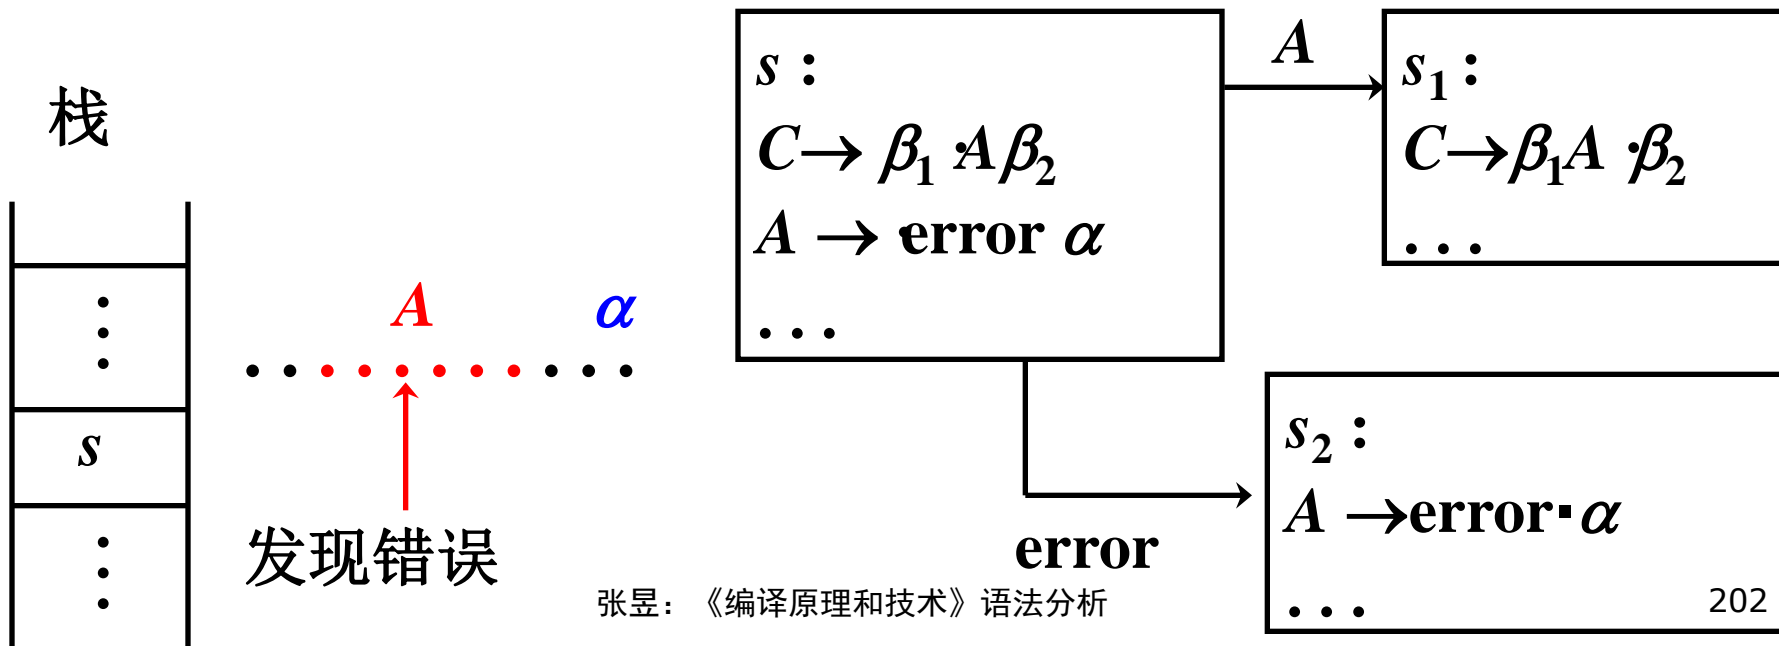 栈
⋮
s
⋮
A α
· · · · · · · · · · ·
发现错误
s :
C→ β₁ ·Aβ₂
A → ·error α
. . .
A
s₁ :
C→β₁A ·β₂
. . .
error
s₂ :
A →error· α
. . .
张昱：《编译原理和技术》语法分析
202